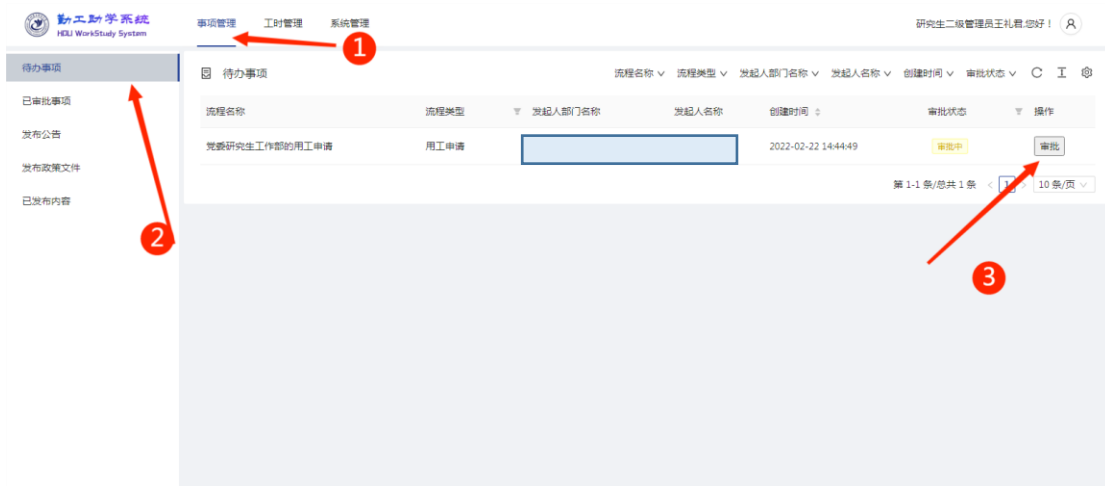 勤工助学系统
HDU WorkStudy System
事项管理 工时管理 系统管理
研究生二级管理员王礼君,您好！
1
待办事项
已审批事项
发布公告
发布政策文件
已发布内容
2
待办事项
流程名称 流程类型 发起人部门名称 发起人名称 创建时间 审批状态
流程名称 流程类型 发起人部门名称 发起人名称 创建时间 审批状态 操作
党委研究生工作部的用工申请 用工申请 2022-02-22 14:44:49 审批中 审批
第 1-1 条/总共 1 条 < 1 > 10 条/页
3